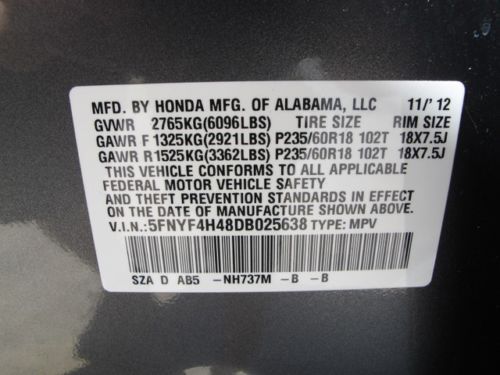 MFD. BY HONDA MFG. OF ALABAMA, LLC 11/' 12
GVWR 2765KG(6096LBS) TIRE SIZE RIM SIZE
GAWR F 1325KG(2921LBS) P235/60R18 102T 18X7.5J
GAWR R1525KG(3362LBS) P235/60R18 102T 18X7.5J
THIS VEHICLE CONFORMS TO ALL APPLICABLE
FEDERAL MOTOR VEHICLE SAFETY
AND THEFT PREVENTION STANDARDS IN EFFECT
ON THE DATE OF MANUFACTURE SHOWN ABOVE.
V.I.N.:5FNYF4H48DB025638 TYPE: MPV
SZA D AB5 -NH737M -B -B